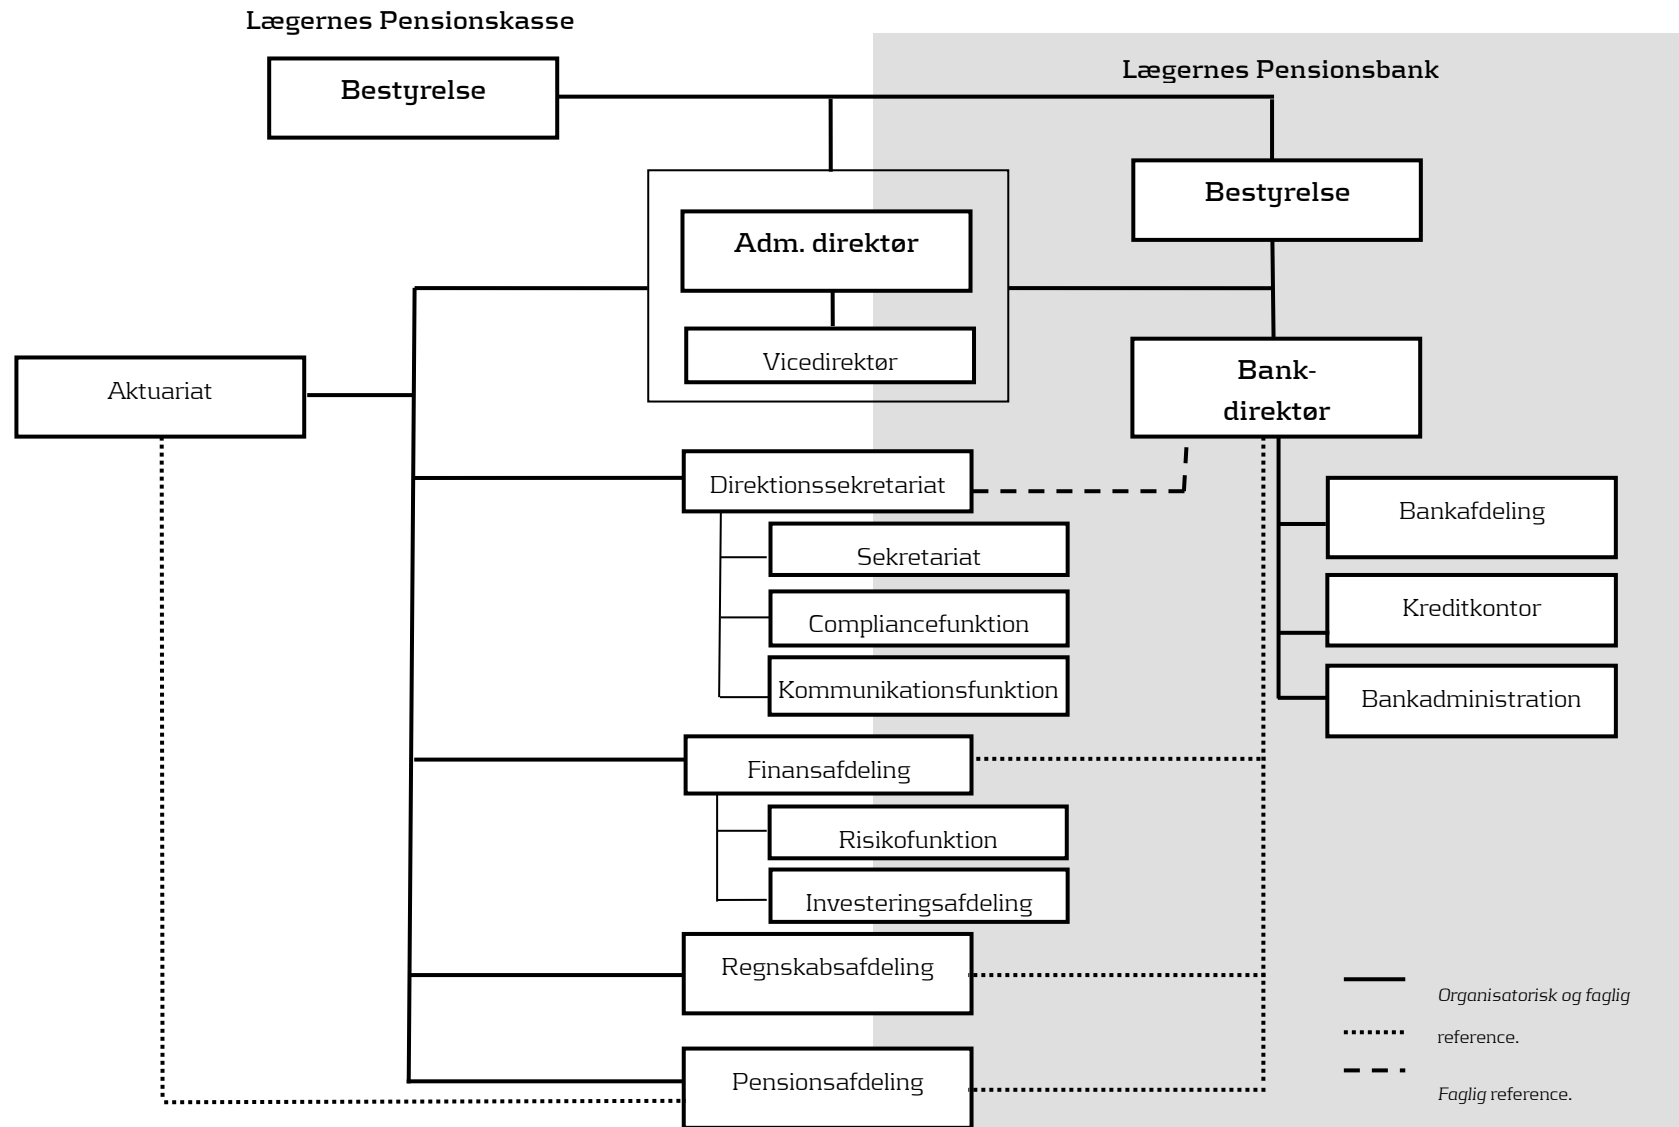 Lægernes Pensionskasse
Bestyrelse
Lægernes Pensionsbank
Bestyrelse
Adm. direktør
Vicedirektør
Bank-
direktør
Aktuariat
Direktionssekretariat
Sekretariat
Compliancefunktion
Kommunikationsfunktion
Bankafdeling
Kreditkontor
Bankadministration
Finansafdeling
Risikofunktion
Investeringsafdeling
Regnskabsafdeling
Pensionsafdeling
Organisatorisk og faglig
reference.
Faglig reference.